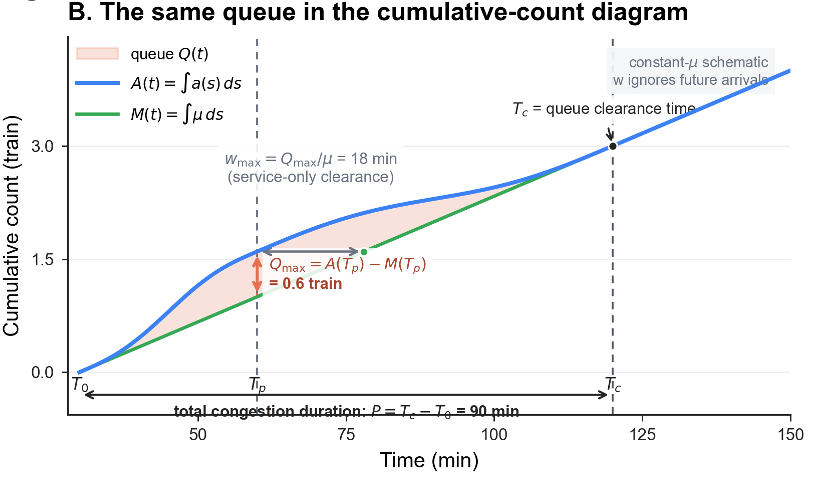 B. The same queue in the cumulative-count diagram
queue Q(t)
A(t) = ∫a(s) ds
M(t) = ∫μ ds
constant-μ schematic
w ignores future arrivals
T_c = queue clearance time
w_max = Q_max/μ = 18 min
(service-only clearance)
Q_max = A(T_p) − M(T_p)
= 0.6 train
Cumulative count (train)
3.0
1.5
0.0
T_0
T_p
T_c
total congestion duration: P = T_c − T_0 = 90 min
50
75
100
125
150
Time (min)